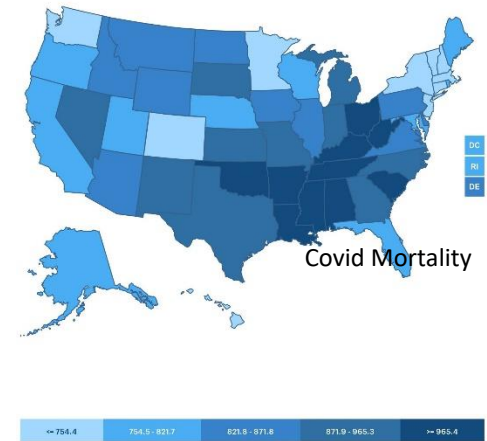 DC
RI
DE
Covid Mortality
<= 754.4
754.5 - 821.7
821.8 - 871.8
871.9 - 965.3
>= 965.4